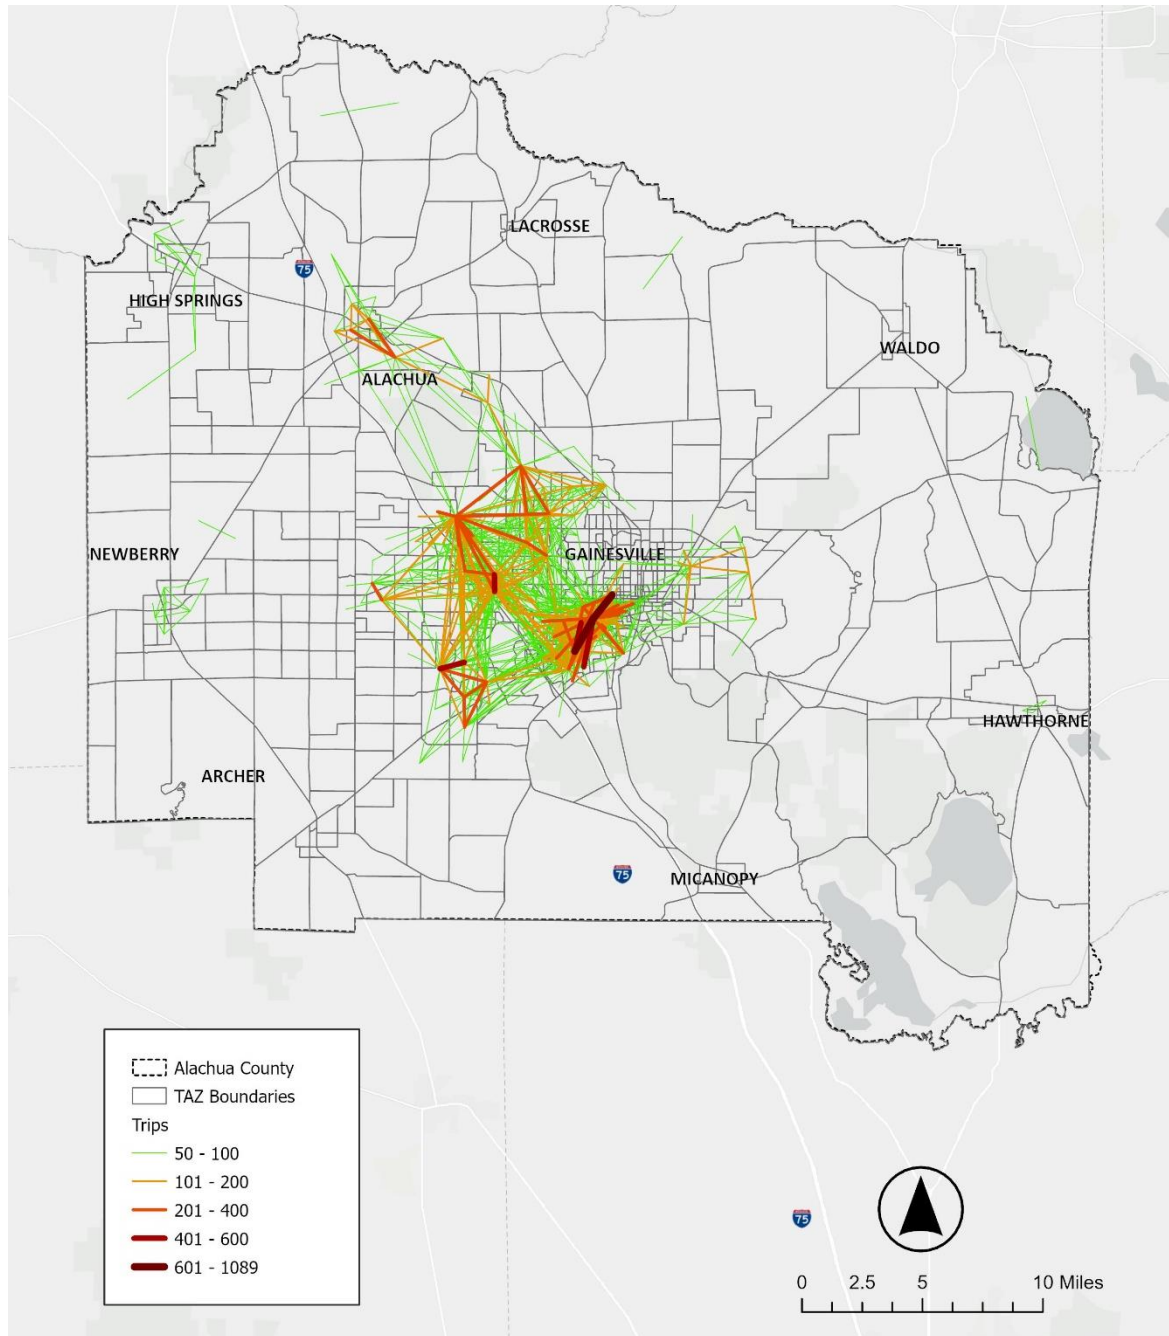 LACROSSE
75
HIGH SPRINGS
WALDO
ALACHUA
NEWBERRY
GAINESVILLE
HAWTHORNE
ARCHER
75
MICANOPY
Alachua County
TAZ Boundaries
Trips
50 - 100
101 - 200
201 - 400
401 - 600
601 - 1089
75
0 2.5 5 10 Miles